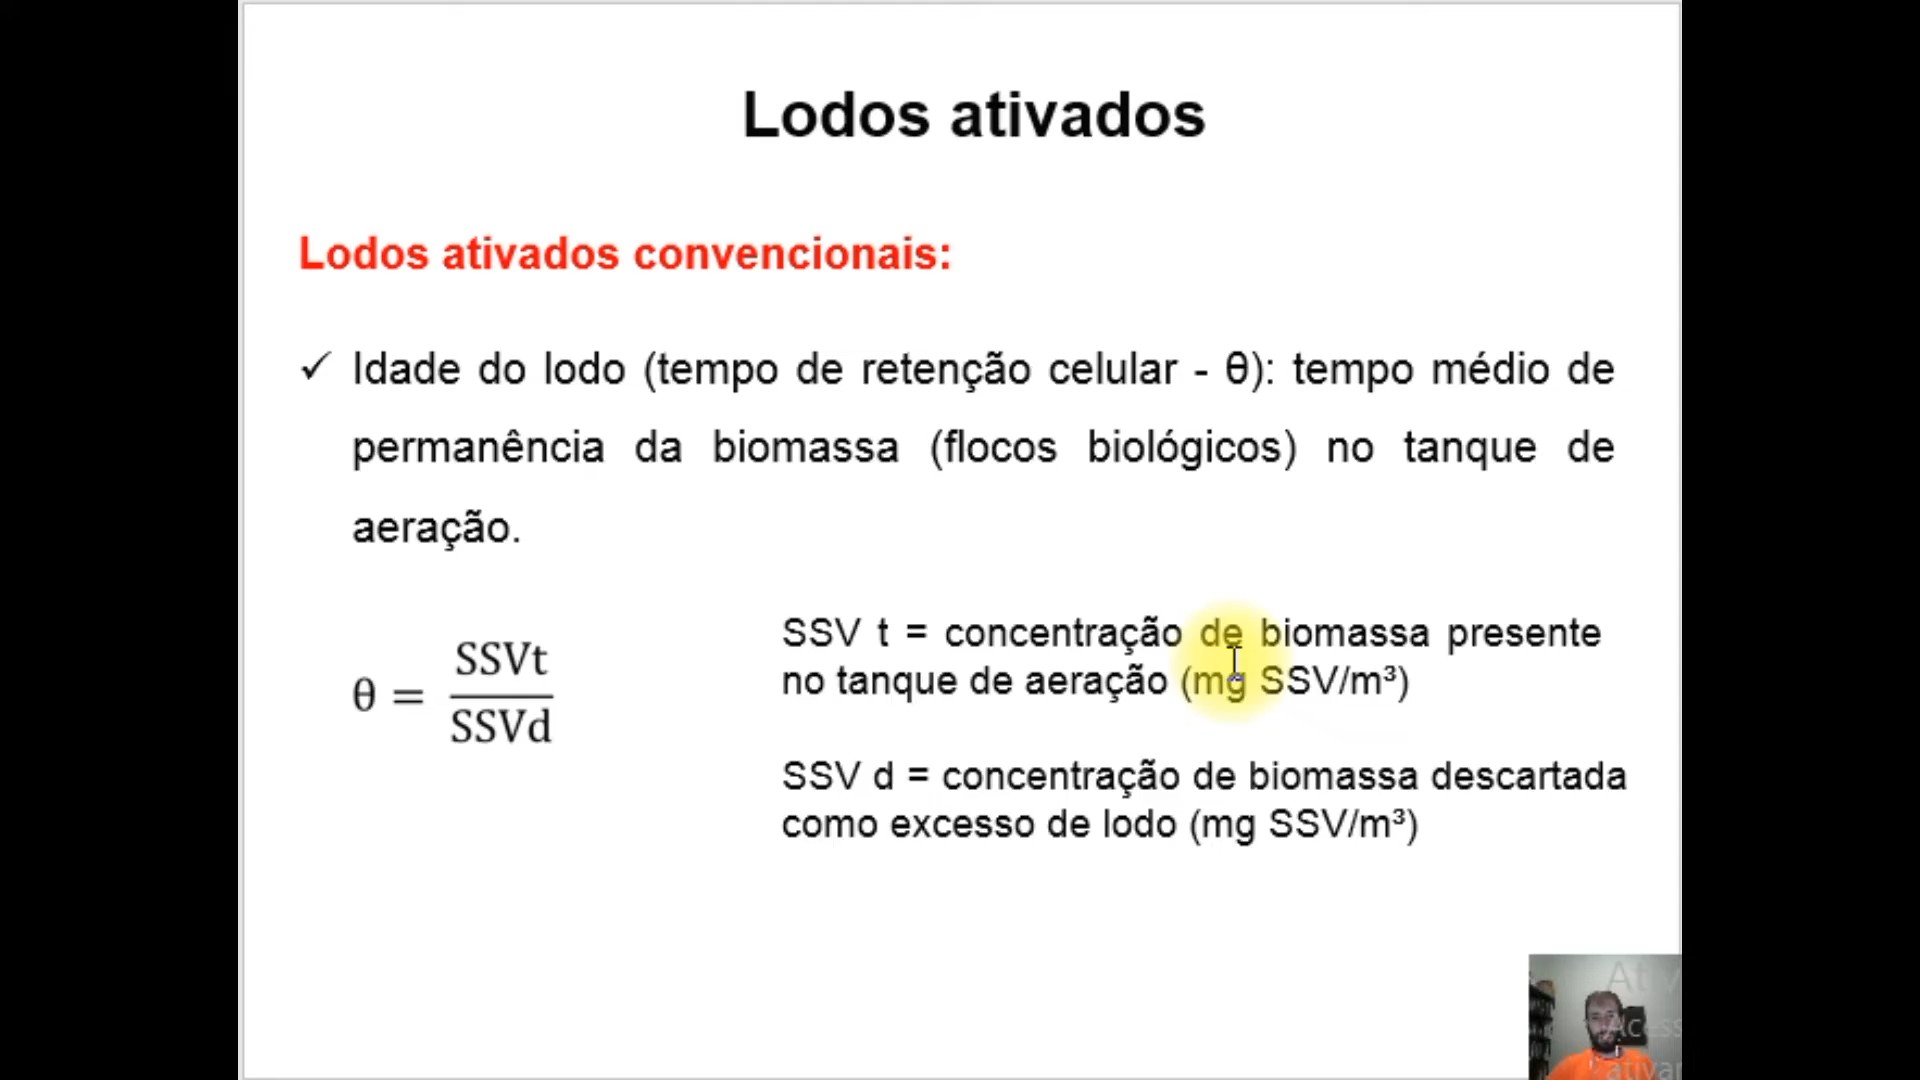 Lodos ativados
Lodos ativados convencionais:
✓ Idade do lodo (tempo de retenção celular - θ): tempo médio de
permanência da biomassa (flocos biológicos) no tanque de
aeração.
θ = SSVt / SSVd
SSV t = concentração de biomassa presente
no tanque de aeração (mg SSV/m³)
SSV d = concentração de biomassa descartada
como excesso de lodo (mg SSV/m³)